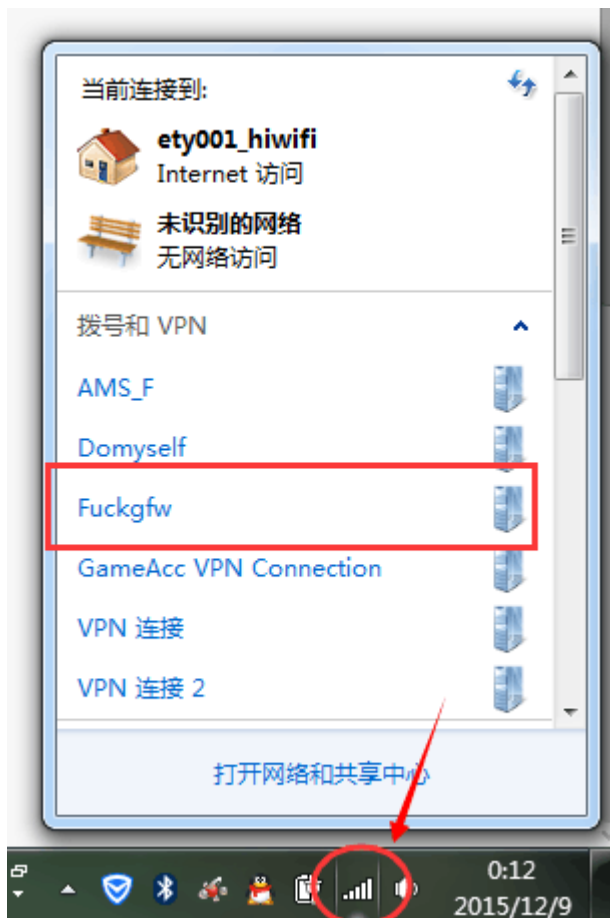 当前连接到:
ety001_hiwifi
Internet 访问
未识别的网络
无网络访问
拨号和 VPN
AMS_F
Domyself
Fuckgfw
GameAcc VPN Connection
VPN 连接
VPN 连接 2
打开网络和共享中心
0:12
2015/12/9